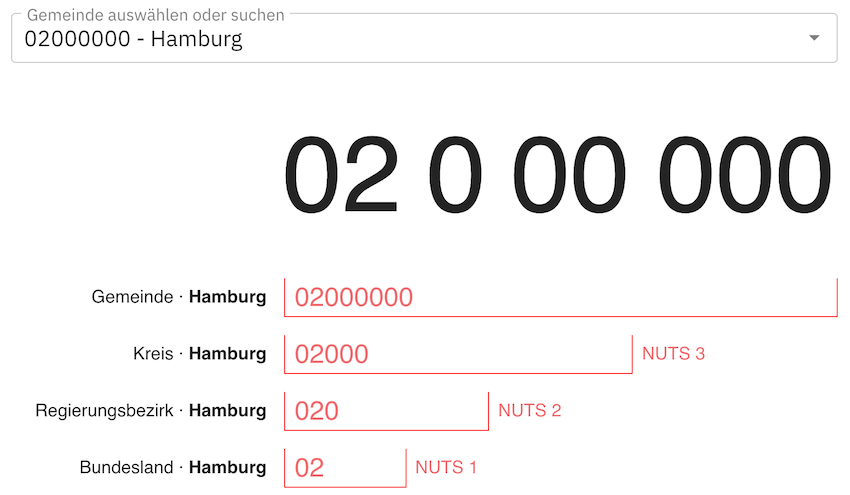 Gemeinde auswählen oder suchen
02000000 - Hamburg
02 0 00 000
Gemeinde · Hamburg 02000000
Kreis · Hamburg 02000 NUTS 3
Regierungsbezirk · Hamburg 020 NUTS 2
Bundesland · Hamburg 02 NUTS 1